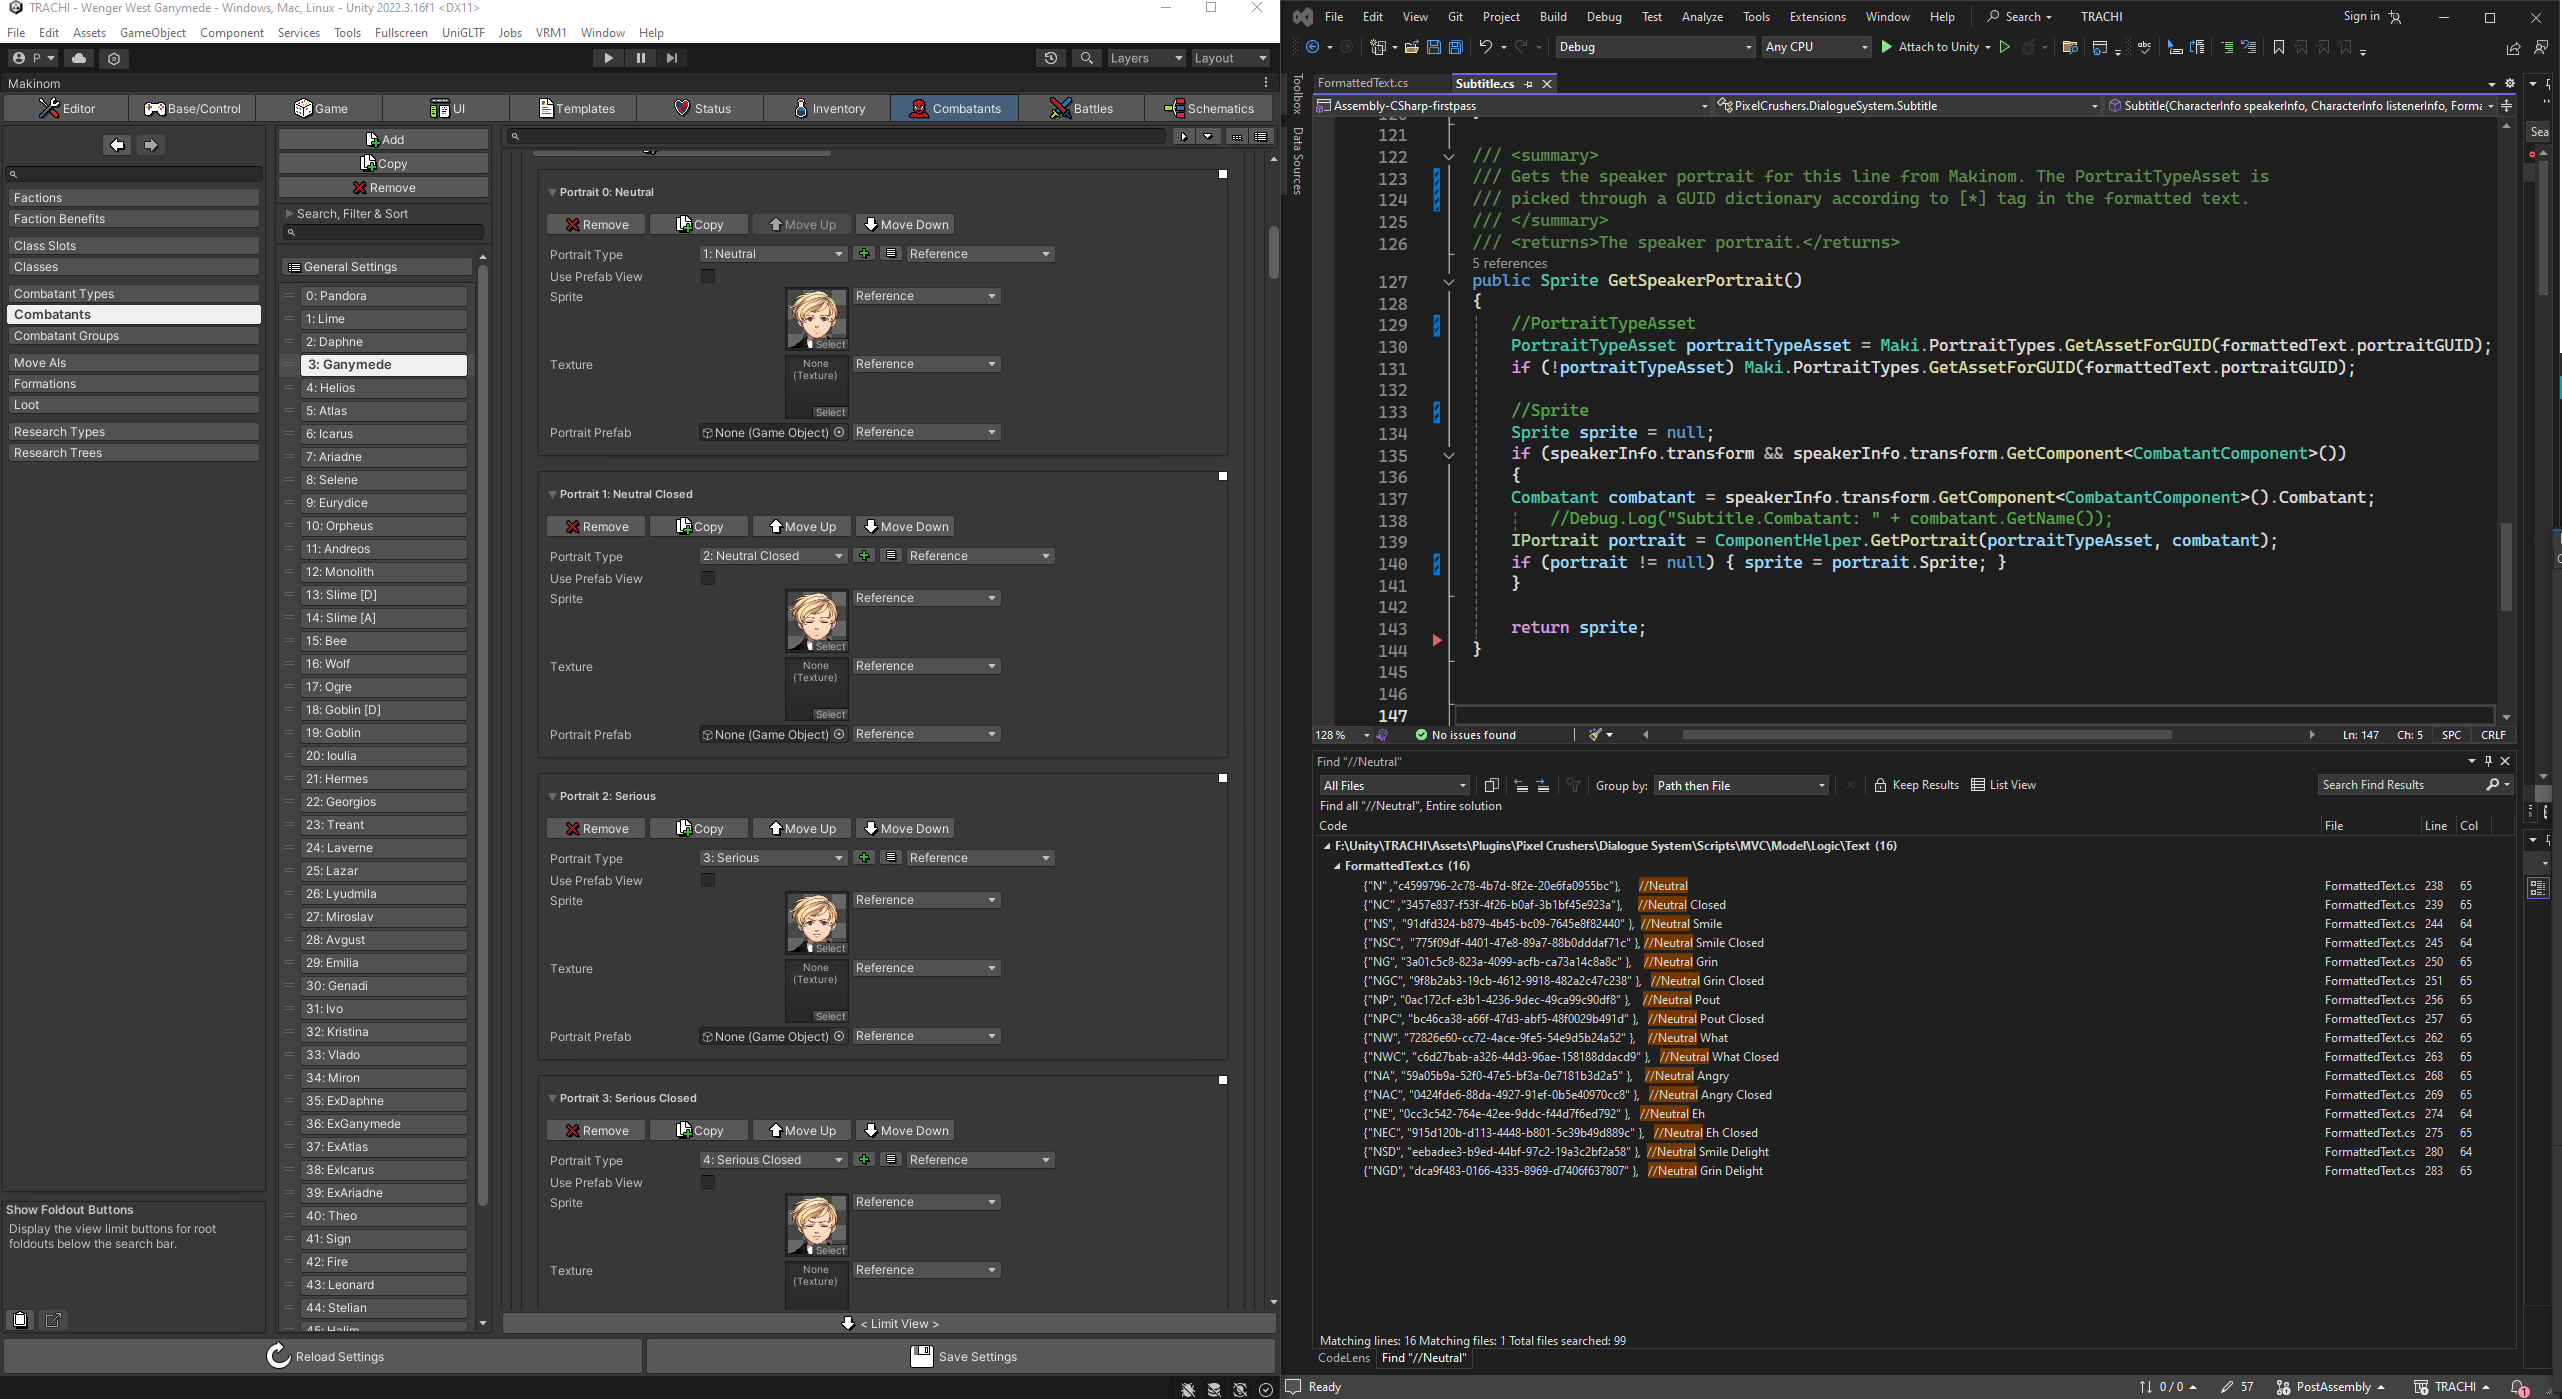 TRACHI - Wenger West Ganymede - Windows, Mac, Linux - Unity 2022.3.16f1 <DX11>
File Edit Assets GameObject Component Services Tools Fullscreen UniGLTF Jobs VRM1 Window Help
P
Layers
Layout
Makinom
Editor
Base/Control
Game
UI
Templates
Status
Inventory
Combatants
Battles
Schematics
Factions
Faction Benefits
Class Slots
Classes
Combatant Types
Combatants
Combatant Groups
Move AIs
Formations
Loot
Research Types
Research Trees
Show Foldout Buttons
Display the view limit buttons for root
foldouts below the search bar.
Add
Copy
Remove
Search, Filter & Sort
General Settings
0: Pandora
1: Lime
2: Daphne
3: Ganymede
4: Helios
5: Atlas
6: Icarus
7: Ariadne
8: Selene
9: Eurydice
10: Orpheus
11: Andreos
12: Monolith
13: Slime [D]
14: Slime [A]
15: Bee
16: Wolf
17: Ogre
18: Goblin [D]
19: Goblin
20: Ioulia
21: Hermes
22: Georgios
23: Treant
24: Laverne
25: Lazar
26: Lyudmila
27: Miroslav
28: Avgust
29: Emilia
30: Genadi
31: Ivo
32: Kristina
33: Vlado
34: Miron
35: ExDaphne
36: ExGanymede
37: ExAtlas
38: ExIcarus
39: ExAriadne
40: Theo
41: Sign
42: Fire
43: Leonard
44: Stelian
45: Halim
Portrait 0: Neutral
Remove Copy Move Up Move Down
Portrait Type 1: Neutral Reference
Use Prefab View
Sprite Select Reference
Texture None (Texture) Select Reference
Portrait Prefab None (Game Object) Reference
Portrait 1: Neutral Closed
Remove Copy Move Up Move Down
Portrait Type 2: Neutral Closed Reference
Use Prefab View
Sprite Select Reference
Texture None (Texture) Select Reference
Portrait Prefab None (Game Object) Reference
Portrait 2: Serious
Remove Copy Move Up Move Down
Portrait Type 3: Serious Reference
Use Prefab View
Sprite Select Reference
Texture None (Texture) Select Reference
Portrait Prefab None (Game Object) Reference
Portrait 3: Serious Closed
Remove Copy Move Up Move Down
Portrait Type 4: Serious Closed Reference
Use Prefab View
Sprite Select Reference
Texture None (Texture) Reference
< Limit View >
Reload Settings
Save Settings
File Edit View Git Project Build Debug Test Analyze Tools Extensions Window Help Search TRACHI Sign in
Debug Any CPU Attach to Unity
Toolbox
Data Sources
FormattedText.cs Subtitle.cs
Assembly-CSharp-firstpass PixelCrushers.DialogueSystem.Subtitle Subtitle(CharacterInfo speakerInfo, CharacterInfo listenerInfo, Forma
Sea
121
122 /// <summary>
123 /// Gets the speaker portrait for this line from Makinom. The PortraitTypeAsset is
124 /// picked through a GUID dictionary according to [*] tag in the formatted text.
125 /// </summary>
126 /// <returns>The speaker portrait.</returns>
5 references
127 public Sprite GetSpeakerPortrait()
128 {
129 //PortraitTypeAsset
130 PortraitTypeAsset portraitTypeAsset = Maki.PortraitTypes.GetAssetForGUID(formattedText.portraitGUID);
131 if (!portraitTypeAsset) Maki.PortraitTypes.GetAssetForGUID(formattedText.portraitGUID);
132
133 //Sprite
134 Sprite sprite = null;
135 if (speakerInfo.transform && speakerInfo.transform.GetComponent<CombatantComponent>())
136 {
137 Combatant combatant = speakerInfo.transform.GetComponent<CombatantComponent>().Combatant;
138 //Debug.Log("Subtitle.Combatant: " + combatant.GetName());
139 IPortrait portrait = ComponentHelper.GetPortrait(portraitTypeAsset, combatant);
140 if (portrait != null) { sprite = portrait.Sprite; }
141 }
142
143 return sprite;
144 }
145
146
147
128 % No issues found Ln: 147 Ch: 5 SPC CRLF
Find "//Neutral"
All Files Group by: Path then File Keep Results List View Search Find Results
Find all "//Neutral", Entire solution
Code File Line Col
F:\Unity\TRACHI\Assets\Plugins\Pixel Crushers\Dialogue System\Scripts\MVC\Model\Logic\Text (16)
FormattedText.cs (16)
{"N" ,"c4599796-2c78-4b7d-8f2e-20e6fa0955bc"}, //Neutral FormattedText.cs 238 65
{"NC" ,"3457e837-f53f-4f26-b0af-3b1bf45e923a"}, //Neutral Closed FormattedText.cs 239 65
{"NS", "91dfd324-b879-4b45-bc09-7645e8f82440" }, //Neutral Smile FormattedText.cs 244 64
{"NSC", "775f09df-4401-47e8-89a7-88b0dddaf71c" }, //Neutral Smile Closed FormattedText.cs 245 64
{"NG", "3a01c5c8-823a-4099-acfb-ca73a14c8a8c" }, //Neutral Grin FormattedText.cs 250 65
{"NGC", "9f8b2ab3-19cb-4612-9918-482a2c47c238" }, //Neutral Grin Closed FormattedText.cs 251 65
{"NP", "0ac172cf-e3b1-4236-9dec-49ca99c90df8" }, //Neutral Pout FormattedText.cs 256 65
{"NPC", "bc46ca38-a66f-47d3-abf5-48f0029b491d" }, //Neutral Pout Closed FormattedText.cs 257 65
{"NW", "72826e60-cc72-4ace-9fe5-54e9d5b24a52" }, //Neutral What FormattedText.cs 262 65
{"NWC", "c6d27bab-a326-44d3-96ae-158188ddacd9" }, //Neutral What Closed FormattedText.cs 263 65
{"NA", "59a05b9a-52f0-47e5-bf3a-0e7181b3d2a5" }, //Neutral Angry FormattedText.cs 268 65
{"NAC", "0424fde6-88da-4927-91ef-0b5e40970cc8" }, //Neutral Angry Closed FormattedText.cs 269 65
{"NE", "0cc3c542-764e-42ee-9ddc-f44d7f6ed792" }, //Neutral Eh FormattedText.cs 274 64
{"NEC", "915d120b-d113-4448-b801-5c39b49d889c" }, //Neutral Eh Closed FormattedText.cs 275 65
{"NSD", "eebadee3-b9ed-44bf-97c2-19a3c2bf2a58" }, //Neutral Smile Delight FormattedText.cs 280 64
{"NGD", "dca9f483-0166-4335-8969-d7406f637807" }, //Neutral Grin Delight FormattedText.cs 283 65
Matching lines: 16 Matching files: 1 Total files searched: 99
CodeLens Find "//Neutral"
Ready 0 / 0 57 PostAssembly TRACHI 1